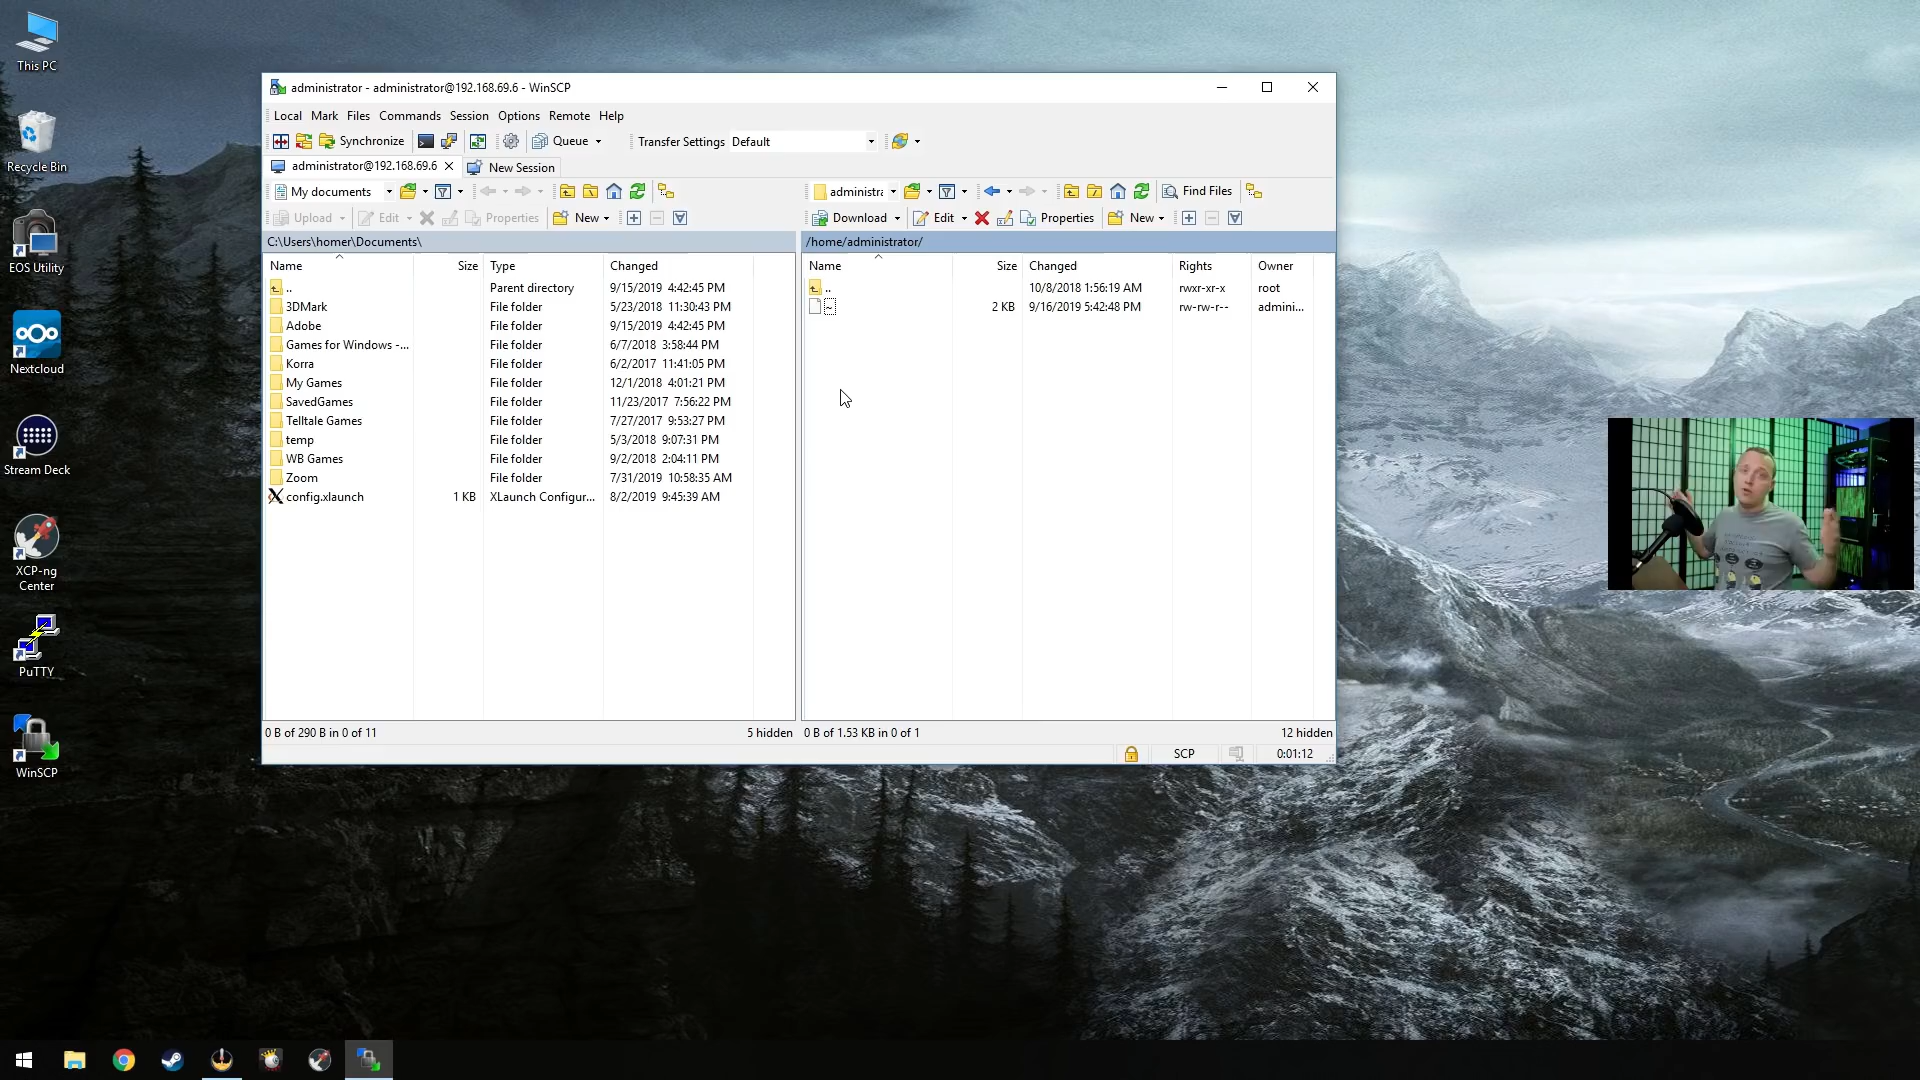 This PC
Recycle Bin
EOS Utility
Nextcloud
Stream Deck
XCP-ng
Center
PuTTY
WinSCP
administrator - administrator@192.168.69.6 - WinSCP
Local Mark Files Commands Session Options Remote Help
Synchronize Queue Transfer Settings Default
administrator@192.168.69.6 New Session
My documents
Upload Edit Properties New
C:\Users\homer\Documents\
Name Size Type Changed
.. Parent directory 9/15/2019 4:42:45 PM
3DMark File folder 5/23/2018 11:30:43 PM
Adobe File folder 9/15/2019 4:42:45 PM
Games for Windows -... File folder 6/7/2018 3:58:44 PM
Korra File folder 6/2/2017 11:41:05 PM
My Games File folder 12/1/2018 4:01:21 PM
SavedGames File folder 11/23/2017 7:56:22 PM
Telltale Games File folder 7/27/2017 9:53:27 PM
temp File folder 5/3/2018 9:07:31 PM
WB Games File folder 9/2/2018 2:04:11 PM
Zoom File folder 7/31/2019 10:58:35 AM
config.xlaunch 1 KB XLaunch Configur... 8/2/2019 9:45:39 AM
0 B of 290 B in 0 of 11 5 hidden
administra Find Files
Download Edit Properties New
/home/administrator/
Name Size Changed Rights Owner
.. 10/8/2018 1:56:19 AM rwxr-xr-x root
~ 2 KB 9/16/2019 5:42:48 PM rw-rw-r-- admini...
0 B of 1.53 KB in 0 of 1 12 hidden
SCP 0:01:12